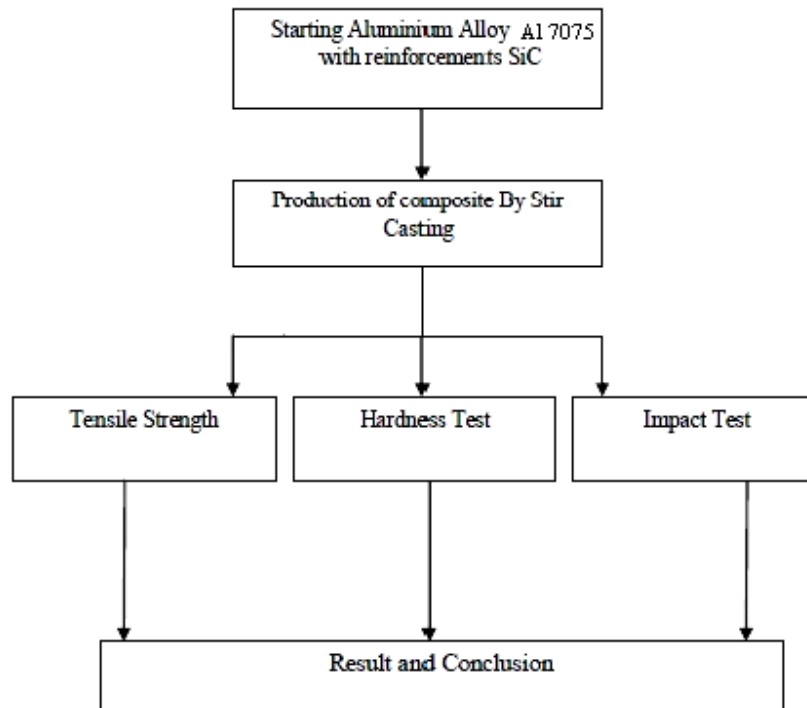 Starting Aluminium Alloy Al 7075
with reinforcements SiC
Production of composite By Stir
Casting
Tensile Strength
Hardness Test
Impact Test
Result and Conclusion